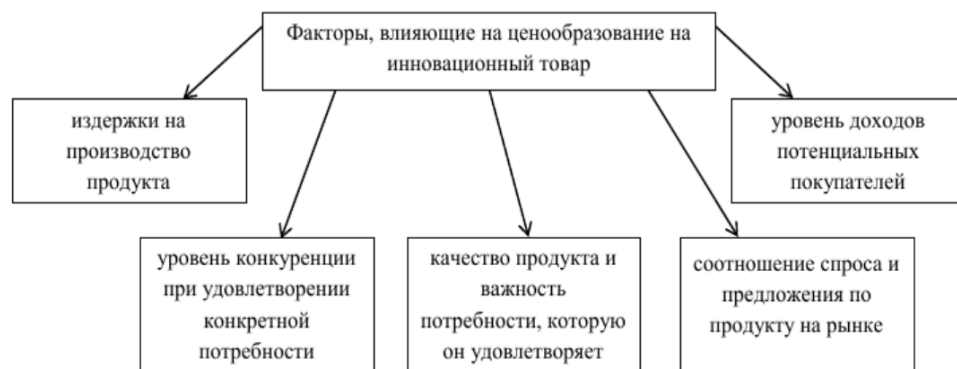 Факторы, влияющие на ценообразование на
инновационный товар
издержки на
производство
продукта
уровень доходов
потенциальных
покупателей
уровень конкуренции
при удовлетворении
конкретной
потребности
качество продукта и
важность
потребности, которую
он удовлетворяет
соотношение спроса и
предложения по
продукту на рынке